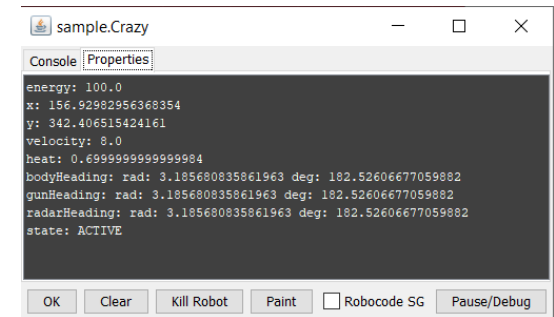 sample.Crazy
Console Properties
energy: 100.0
x: 156.92982956368354
y: 342.406515424161
velocity: 8.0
heat: 0.6999999999999984
bodyHeading: rad: 3.185680835861963 deg: 182.52606677059882
gunHeading: rad: 3.185680835861963 deg: 182.52606677059882
radarHeading: rad: 3.185680835861963 deg: 182.52606677059882
state: ACTIVE
OK Clear Kill Robot Paint Robocode SG Pause/Debug